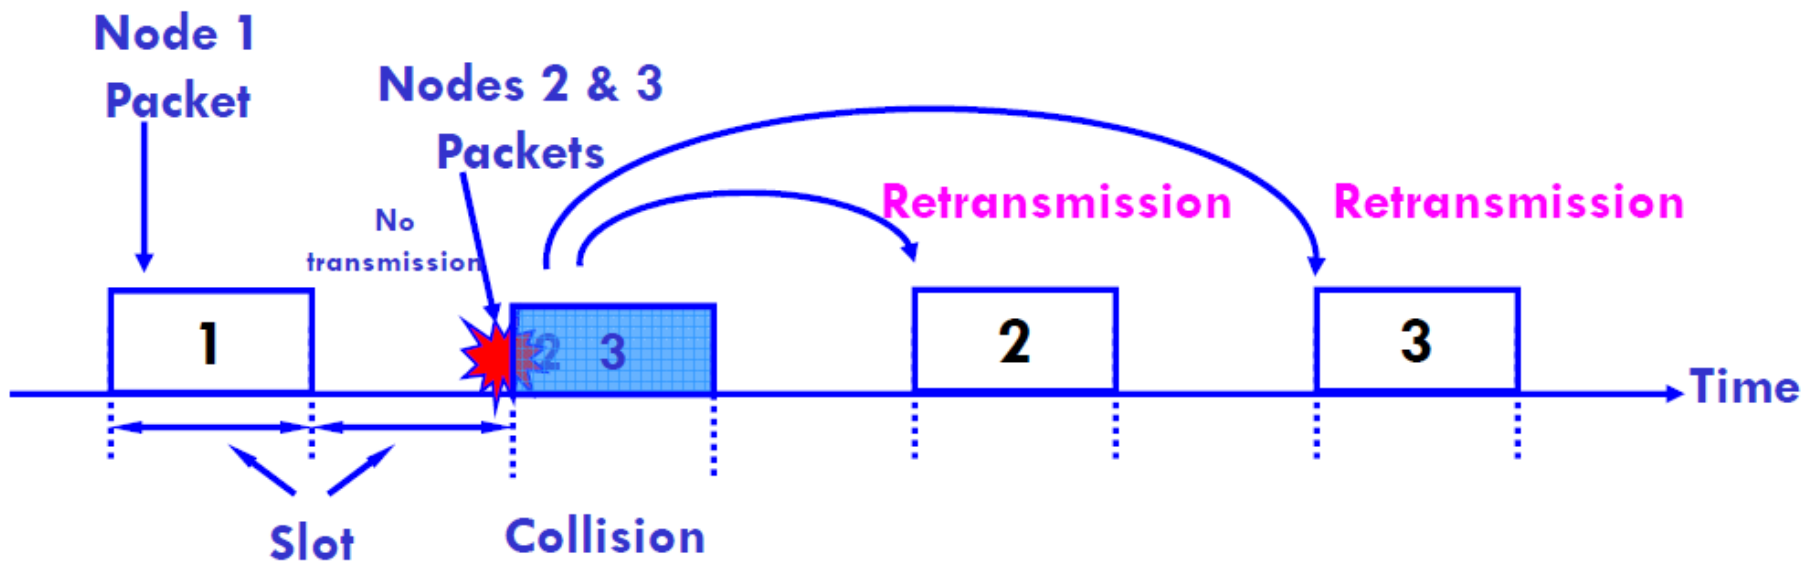 Node 1
Packet
Nodes 2 & 3
Packets
No
transmission
Retransmission
Retransmission
1
2 3
2
3
Time
Slot
Collision